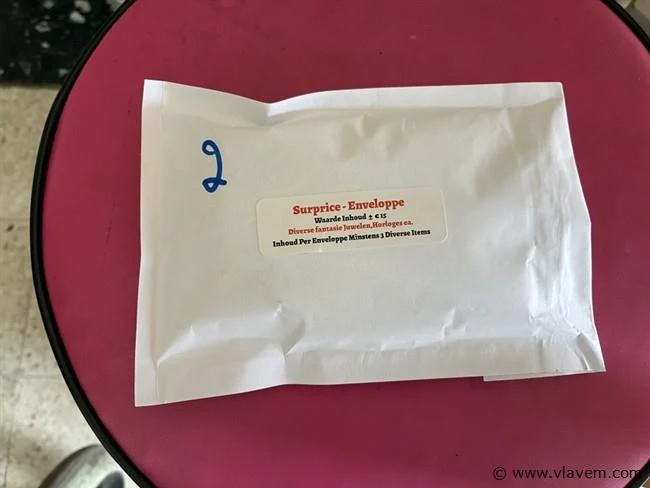 2
Surprice - Enveloppe
Waarde Inhoud ± € 15
Diverse fantasie Juwelen,Horloges ea.
Inhoud Per Enveloppe Minstens 3 Diverse Items
© www.vlavem.com